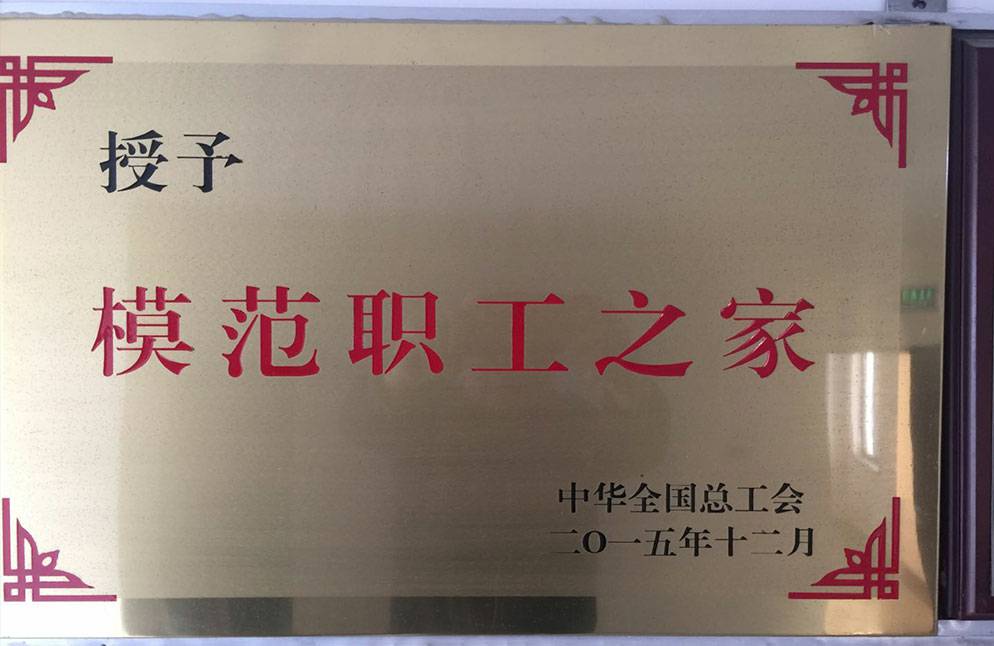 授予
模范职工之家
中华全国总工会
二O一五年十二月